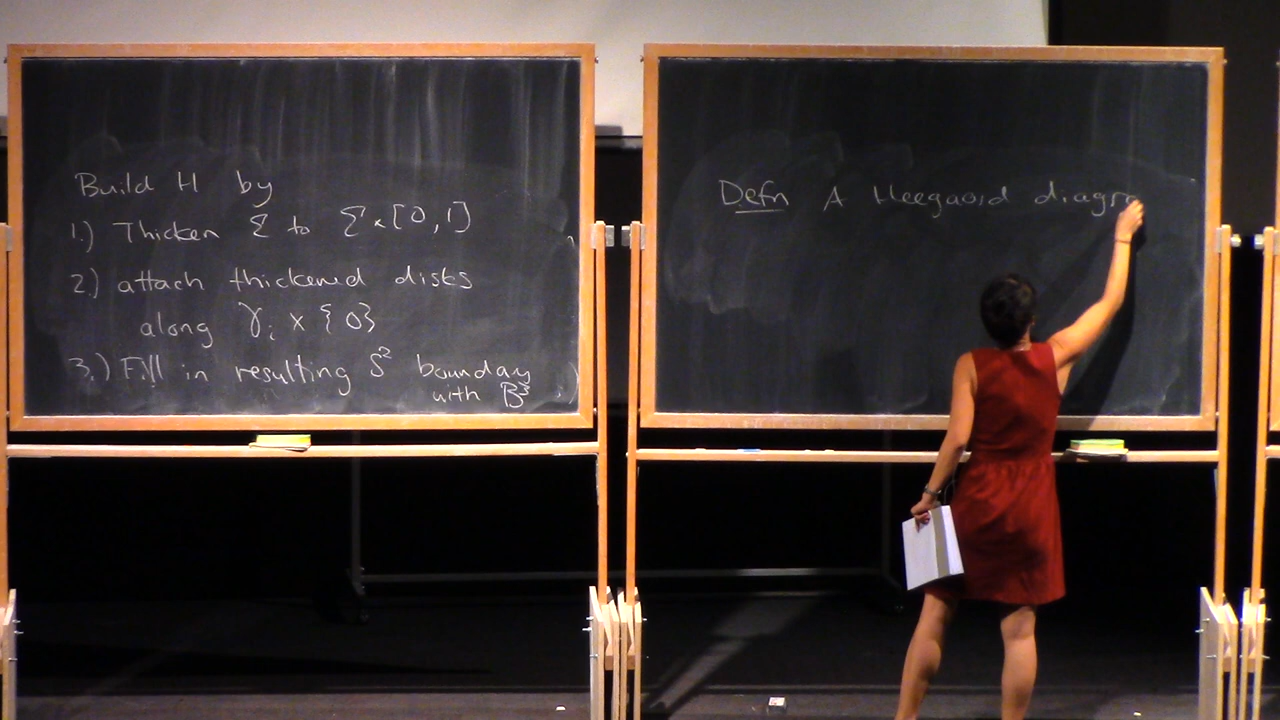 Build H by
1.) Thicken Σ to Σ×[0,1]
2.) attach thickened disks
along γᵢ × {0}
3.) Fill in resulting S² boundary
with B³
Defn A Heegaard diagra